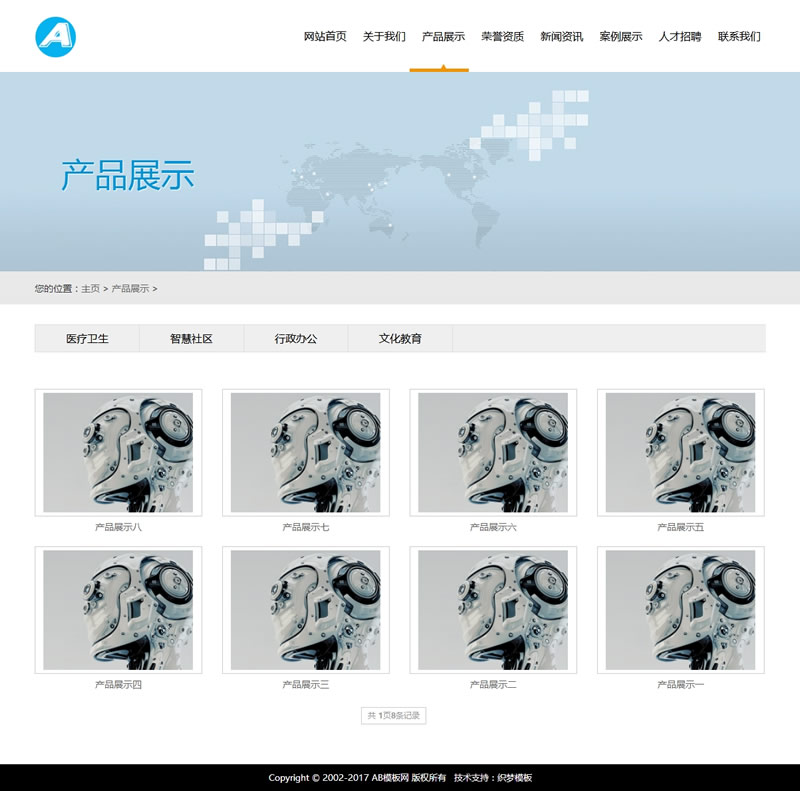 A
网站首页 关于我们 产品展示 荣誉资质 新闻资讯 案例展示 人才招聘 联系我们
产品展示
您的位置：主页 > 产品展示 >
医疗卫生 智慧社区 行政办公 文化教育
产品展示八 产品展示七 产品展示六 产品展示五
产品展示四 产品展示三 产品展示二 产品展示一
共 1页8条记录
Copyright © 2002-2017 AB模板网 版权所有 技术支持：织梦模板